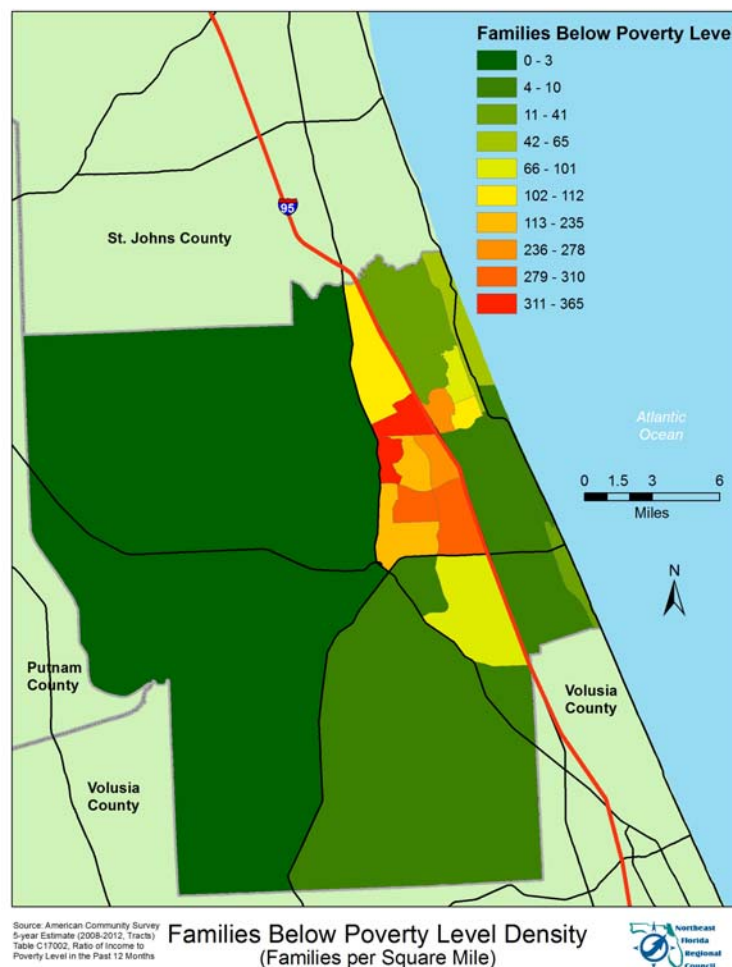 Families Below Poverty Level
0 - 3
4 - 10
11 - 41
42 - 65
66 - 101
102 - 112
113 - 235
236 - 278
279 - 310
311 - 365
95
St. Johns County
Atlantic
Ocean
0 1.5 3 6
Miles
N
Putnam
County
Volusia
County
Volusia
County
Source: American Community Survey
5-year Estimate (2008-2012, Tracts)
Table C17002, Ratio of Income to
Poverty Level in the Past 12 Months
Families Below Poverty Level Density
(Families per Square Mile)
Northeast
Florida
Regional
Council